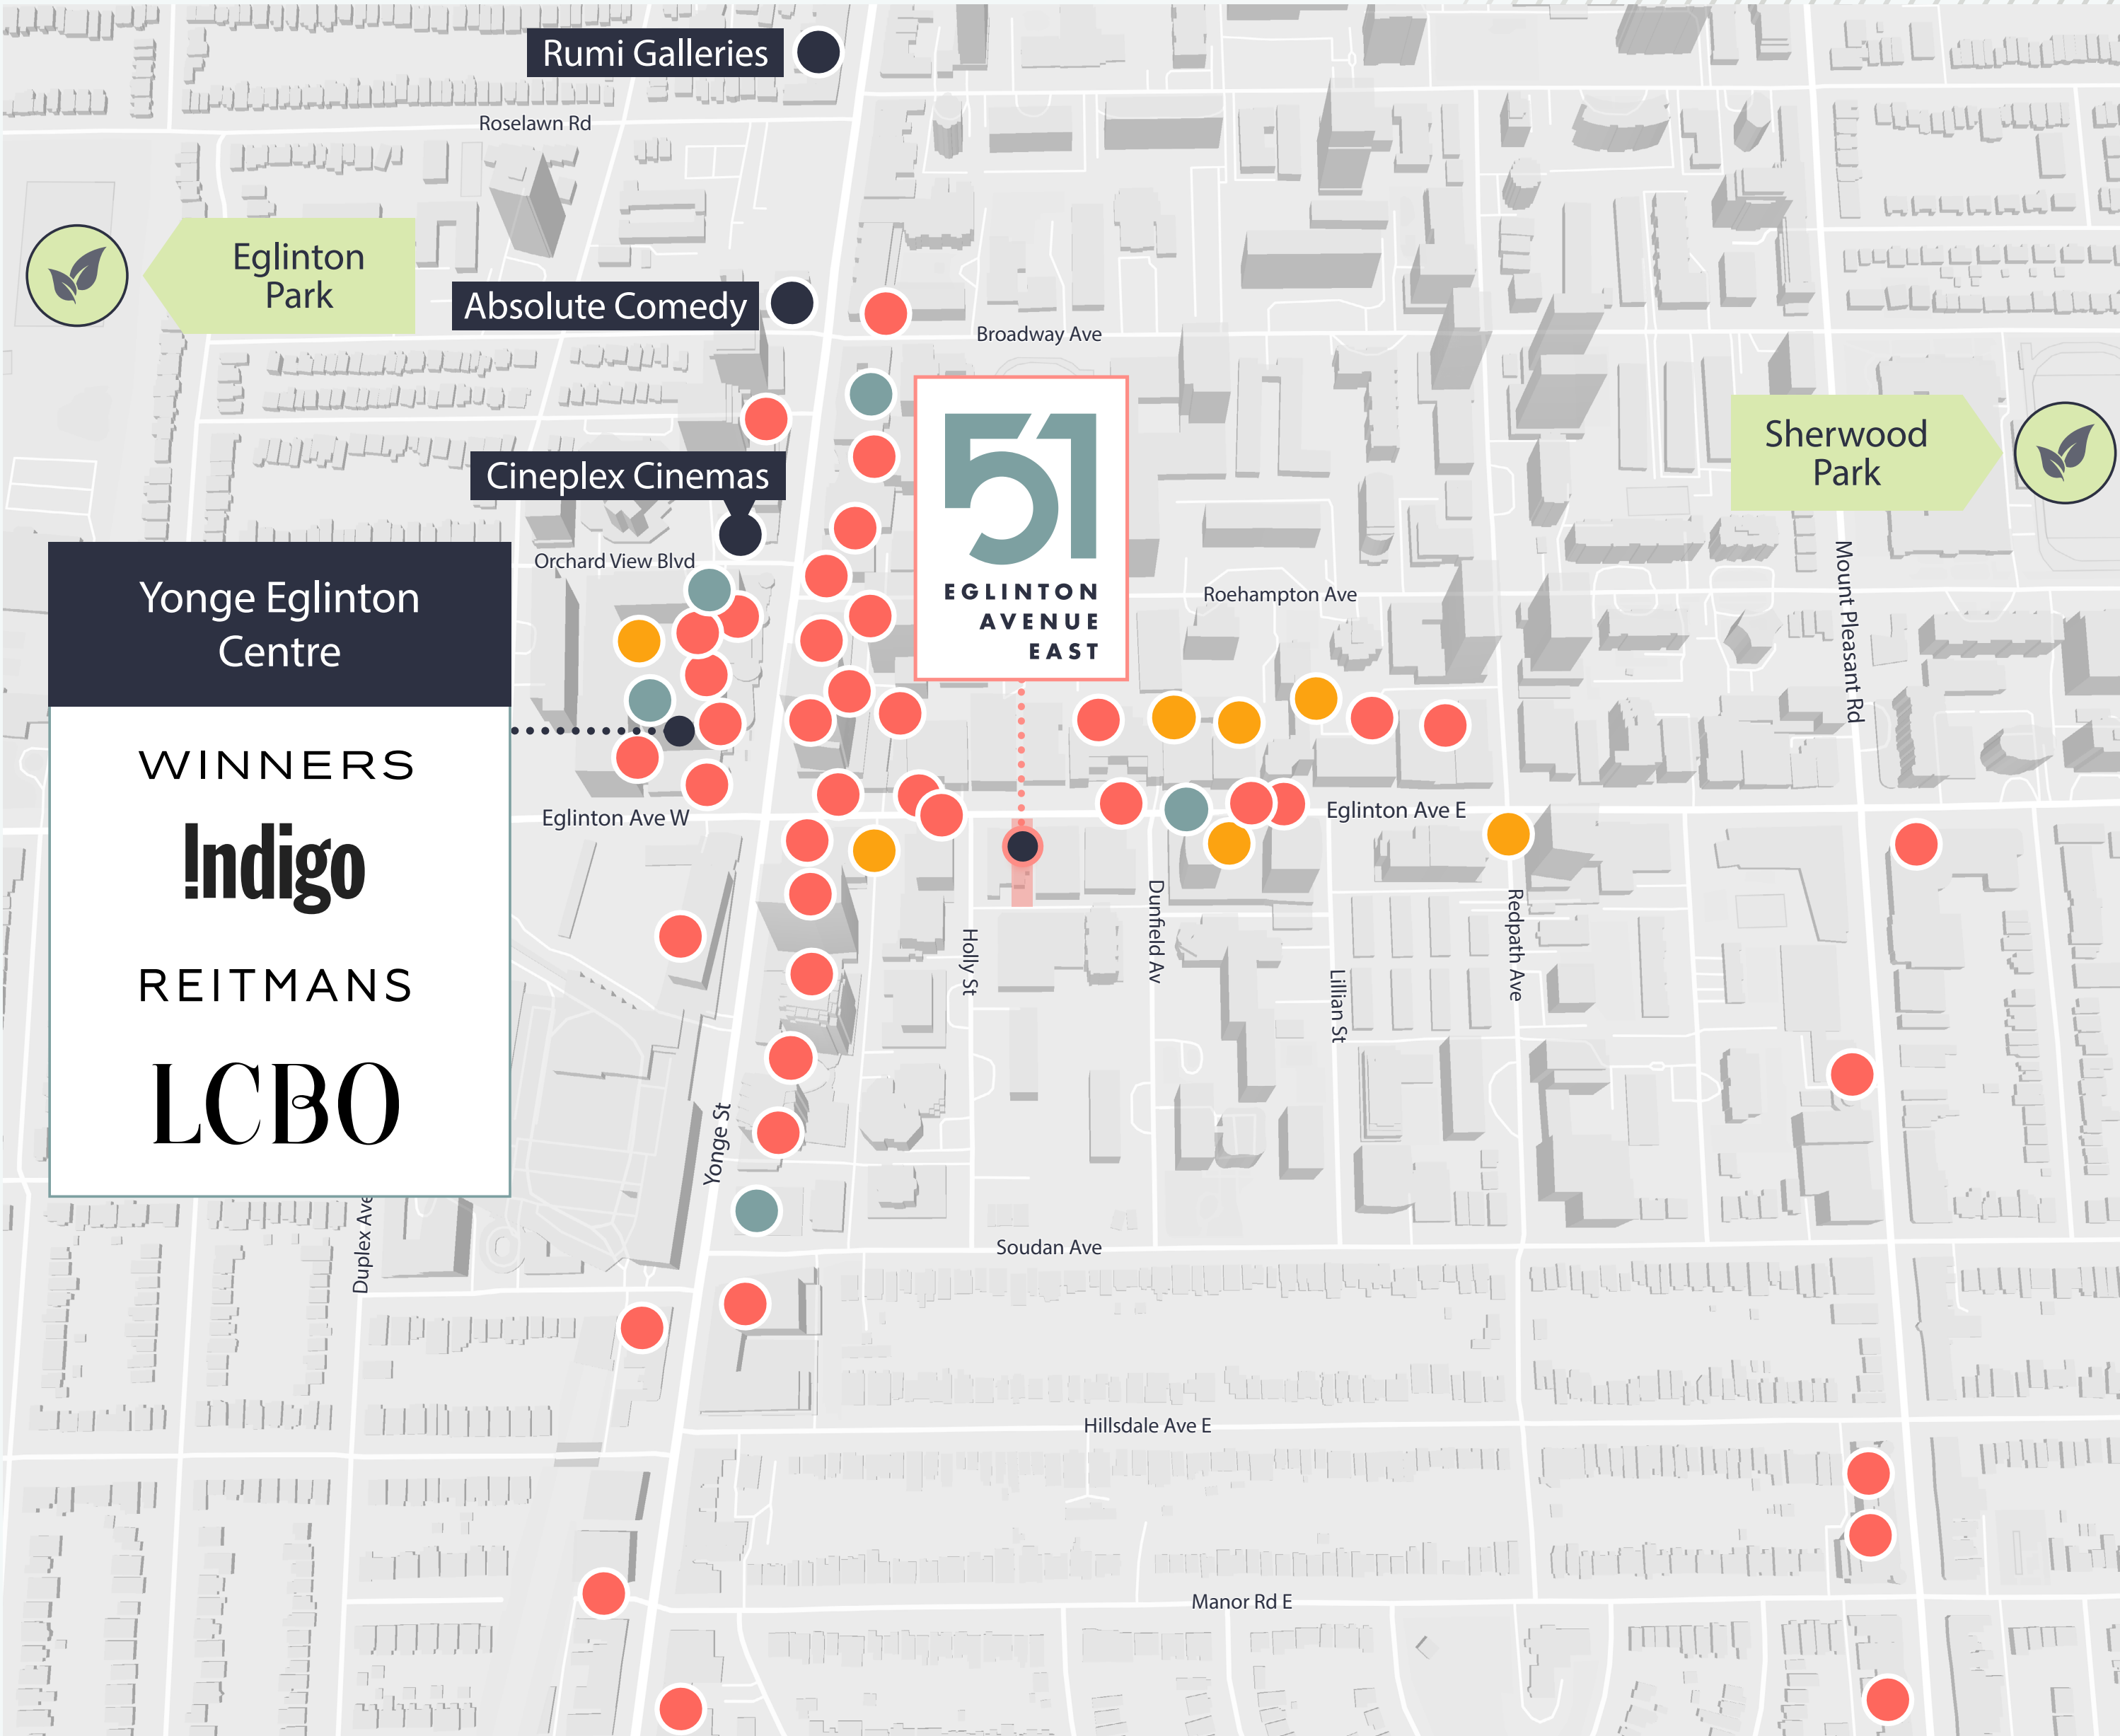 Rumi Galleries
Roselawn Rd
Eglinton
Park
Absolute Comedy
Broadway Ave
51
EGLINTON
AVENUE
EAST
Sherwood
Park
Cineplex Cinemas
Orchard View Blvd
Roehampton Ave
Mount Pleasant Rd
Yonge Eglinton
Centre
WINNERS
Indigo
REITMANS
LCBO
Eglinton Ave W
Eglinton Ave E
Holly St
Dunfield Av
Lillian St
Redpath Ave
Yonge St
Duplex Ave
Soudan Ave
Hillsdale Ave E
Manor Rd E